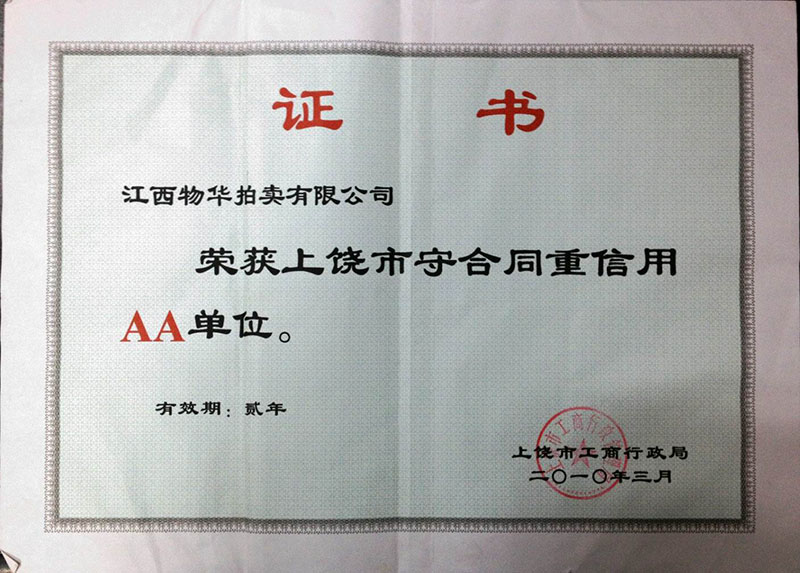 证 书
江西物华拍卖有限公司
荣获上饶市守合同重信用
AA单位。
有效期：贰年
上饶市工商行政局
二〇一〇年三月